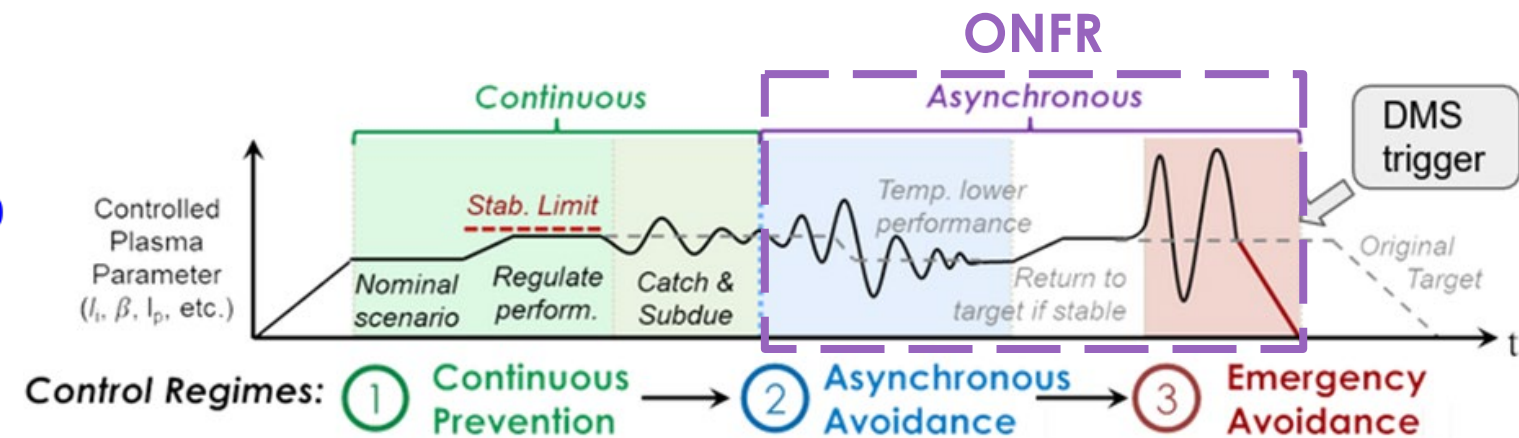 ONFR
Continuous
Asynchronous
DMS
trigger
Controlled
Plasma
Parameter
(lᵢ, β, Iₚ, etc.)
Stab. Limit
Temp. lower
performance
Nominal
scenario
Regulate
perform.
Catch &
Subdue
Return to
target if stable
Original
Target
t
Control Regimes:
1
Continuous
Prevention
2
Asynchronous
Avoidance
3
Emergency
Avoidance